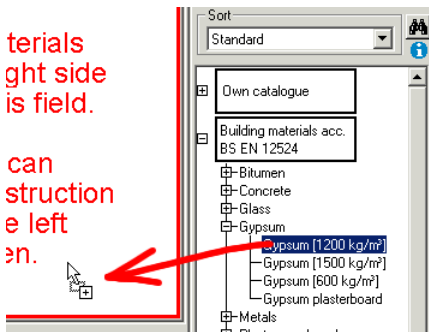 terials
ght side
is field.
can
struction
e left
en.
Sort
Standard
Own catalogue
Building materials acc.
BS EN 12524
Bitumen
Concrete
Glass
Gypsum
Gypsum [1200 kg/m³]
Gypsum [1500 kg/m³]
Gypsum [600 kg/m³]
Gypsum plasterboard
Metals